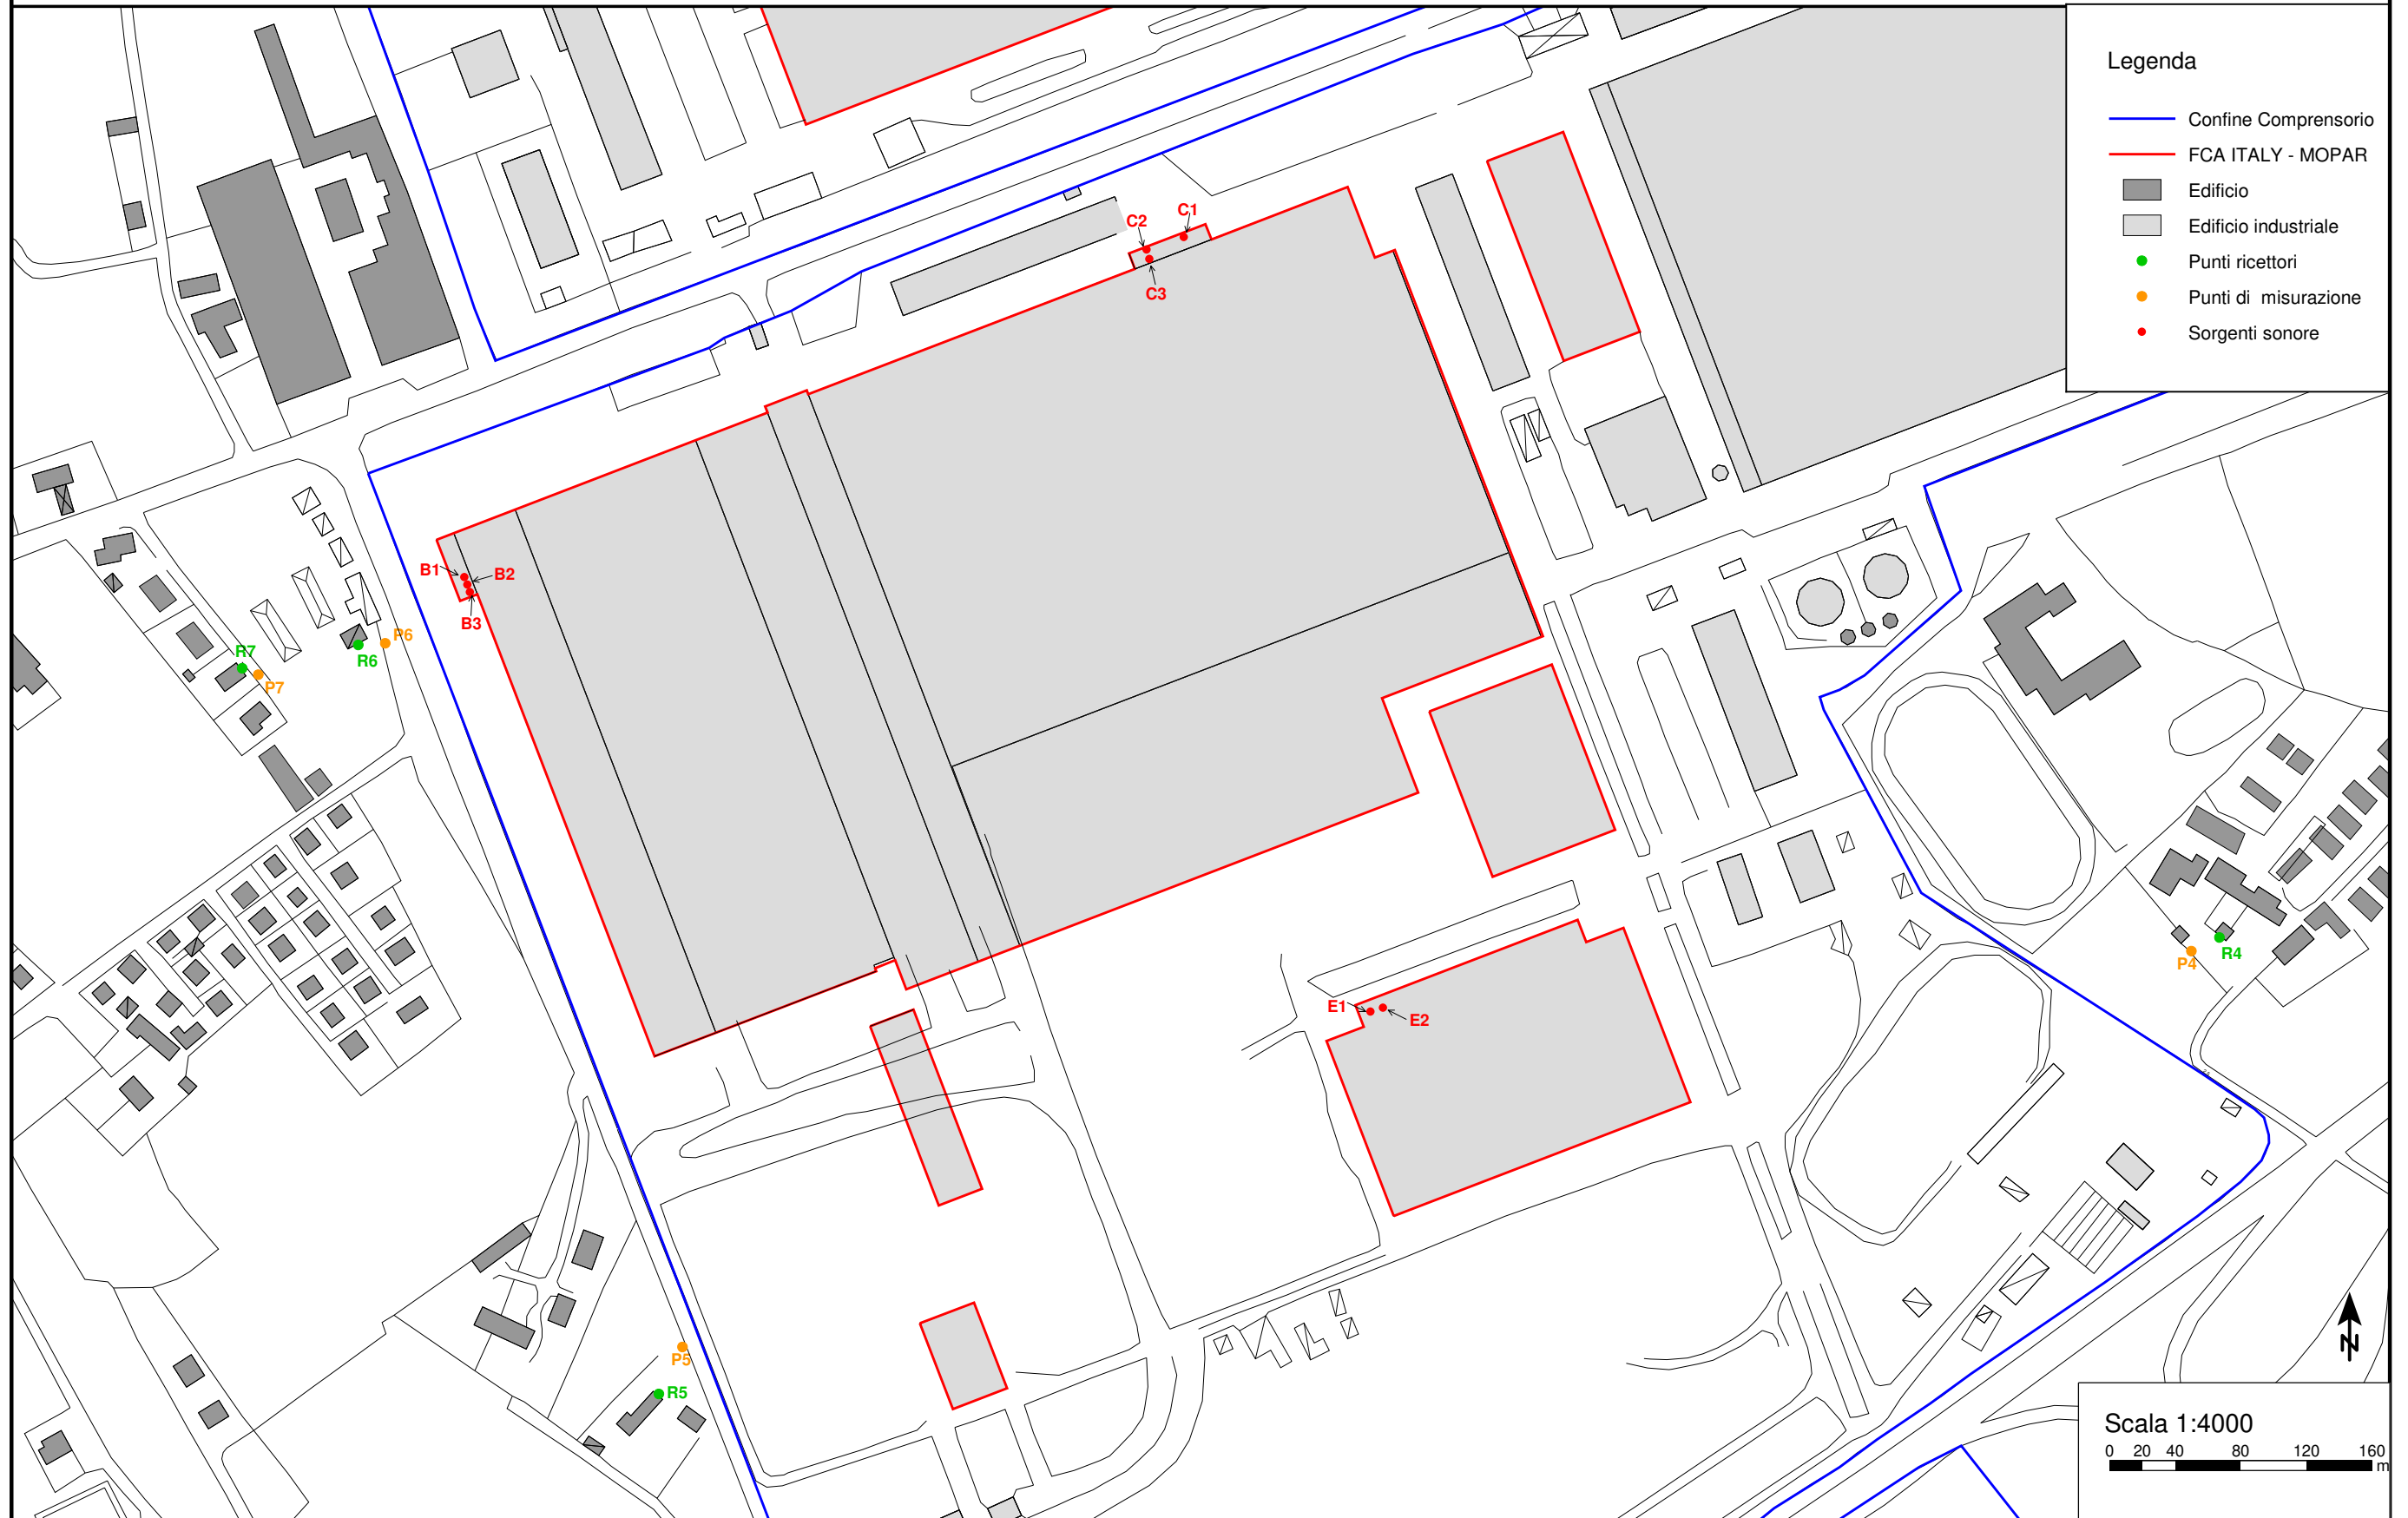 Legenda
Confine Comprensorio
FCA ITALY - MOPAR
Edificio
Edificio industriale
Punti ricettori
Punti di  misurazione
Sorgenti sonore
C2
C1
C3
B1
B2
B3
P6
R6
R7
P7
R4
P4
E1
E2
P5
R5
N
Scala 1:4000
0 20 40 80 120 160
m